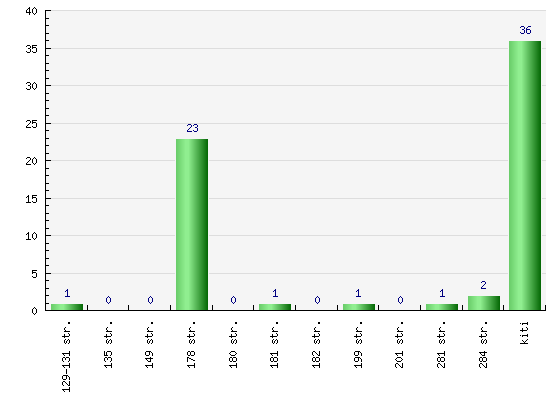 40
35
30
25
20
15
10
5
0
1
0
0
23
0
1
0
1
0
1
2
36
129-131 str.
135 str.
149 str.
178 str.
180 str.
181 str.
182 str.
199 str.
201 str.
281 str.
284 str.
kiti